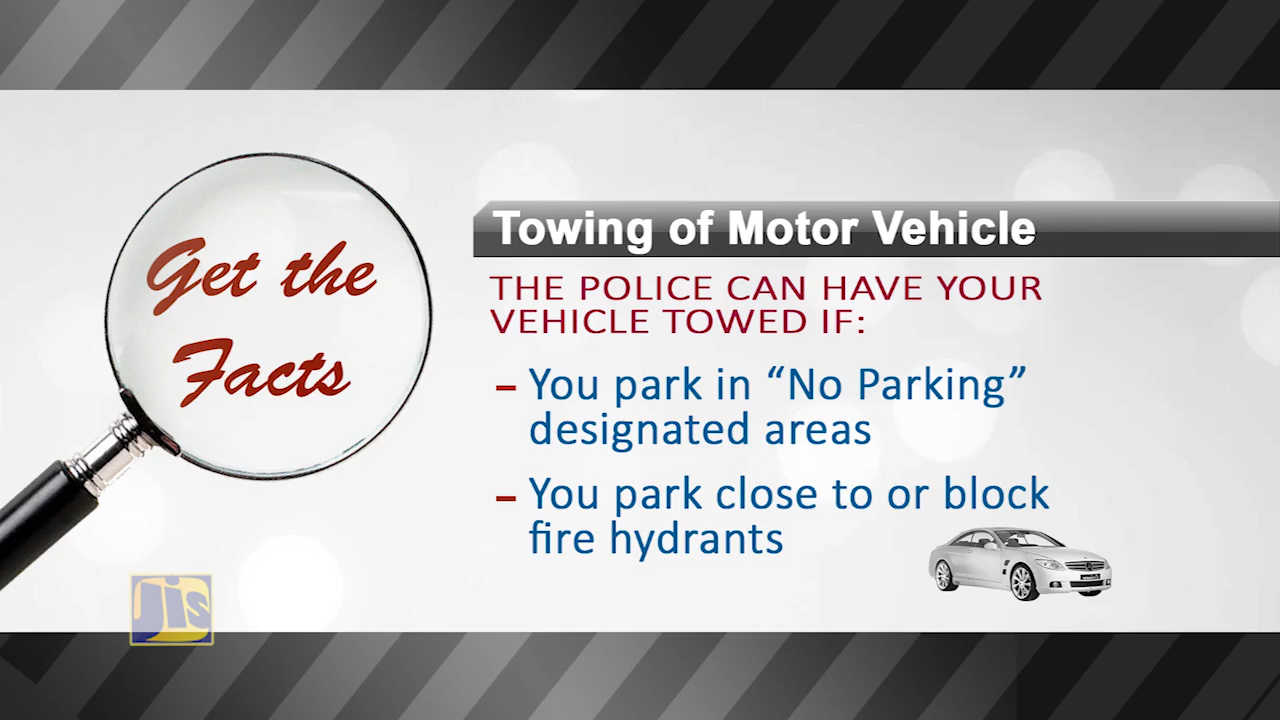 Get the
Facts
Towing of Motor Vehicle
THE POLICE CAN HAVE YOUR
VEHICLE TOWED IF:
– You park in “No Parking”
designated areas
– You park close to or block
fire hydrants
jis